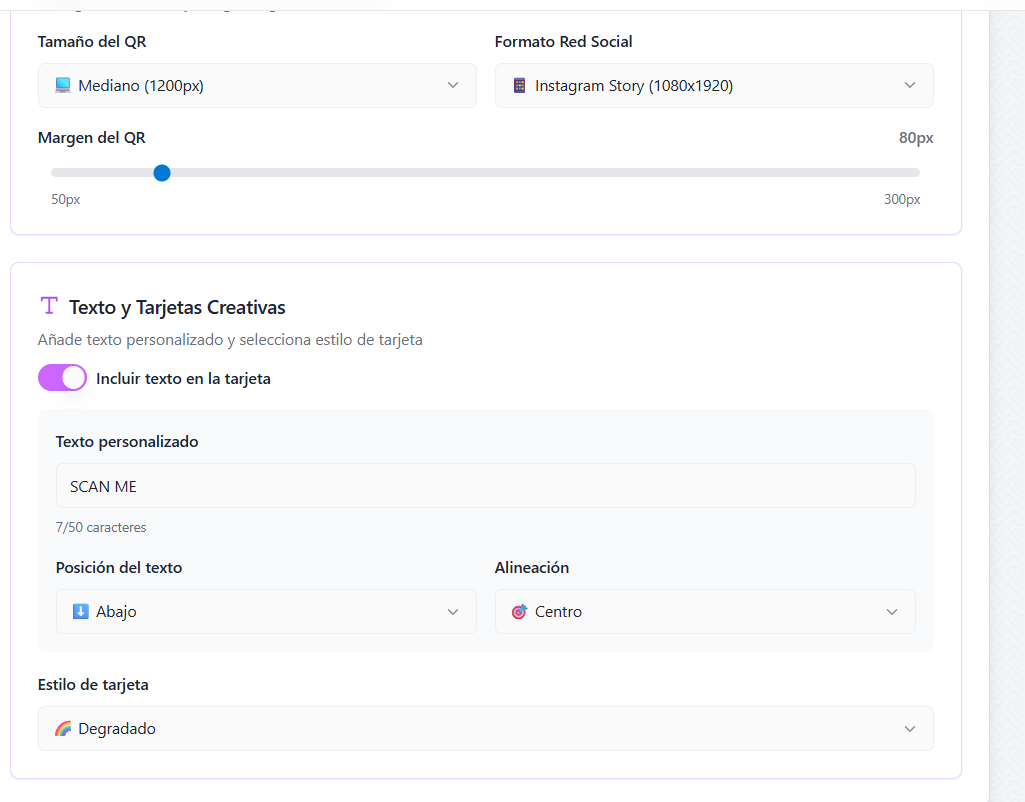 Tamaño del QR
Formato Red Social
Mediano (1200px)
Instagram Story (1080x1920)
Margen del QR
80px
50px
300px
Texto y Tarjetas Creativas
Añade texto personalizado y selecciona estilo de tarjeta
Incluir texto en la tarjeta
Texto personalizado
SCAN ME
7/50 caracteres
Posición del texto
Alineación
Abajo
Centro
Estilo de tarjeta
Degradado